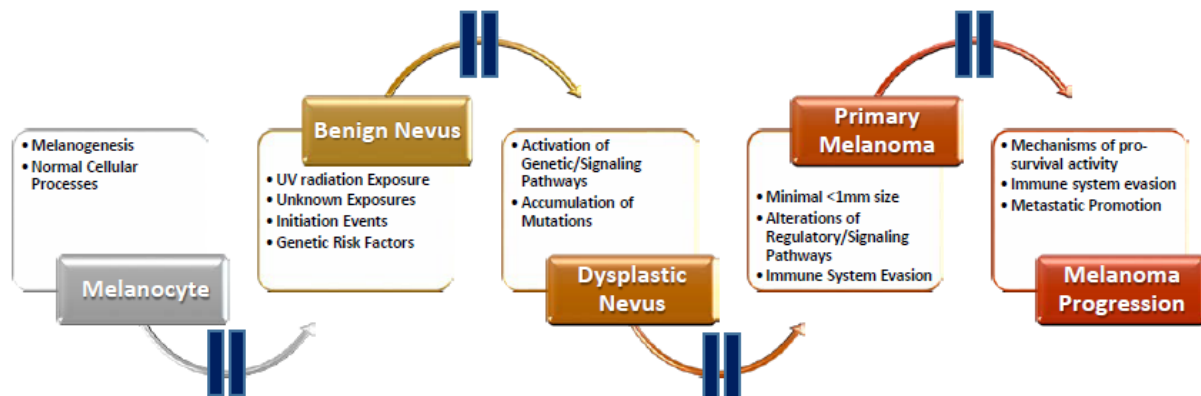 • Melanogenesis
• Normal Cellular
Processes
Melanocyte
Benign Nevus
• UV radiation Exposure
• Unknown Exposures
• Initiation Events
• Genetic Risk Factors
• Activation of
Genetic/Signaling
Pathways
• Accumulation of
Mutations
Dysplastic
Nevus
Primary
Melanoma
• Minimal <1mm size
• Alterations of
Regulatory/Signaling
Pathways
• Immune System Evasion
• Mechanisms of pro-
survival activity
• Immune system evasion
• Metastatic Promotion
Melanoma
Progression